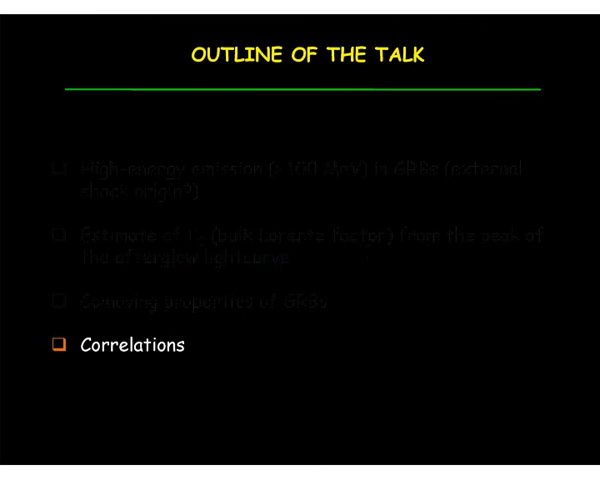 OUTLINE OF THE TALK
High-energy emission (>100 MeV) in GRBs (external
shock origin?)
Estimate of Γ₀ (bulk Lorentz factor) from the peak of
the afterglow lightcurve
Comoving properties of GRBs
Correlations